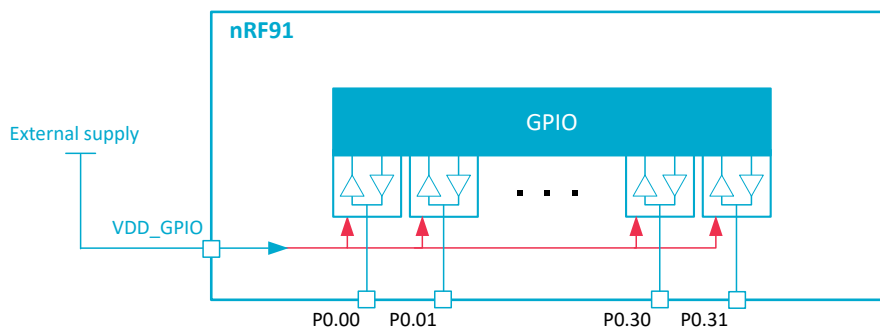 nRF91
GPIO
External supply
VDD_GPIO
P0.00
P0.01
P0.30
P0.31